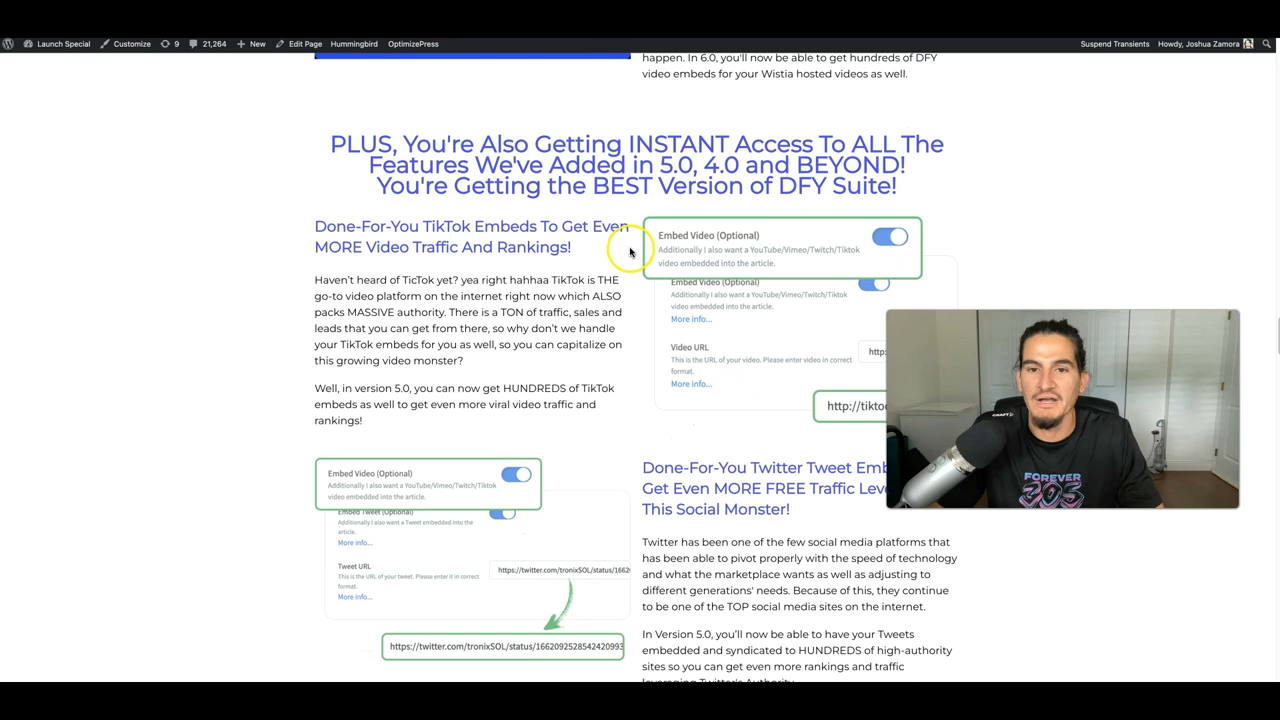 Launch Special Customize 9 21,264 New Edit Page Hummingbird OptimizePress Suspend Transients Howdy, Joshua Zamora
happen. In 6.0, you'll now be able to get hundreds of DFY
video embeds for your Wistia hosted videos as well.
PLUS, You're Also Getting INSTANT Access To ALL The
Features We've Added in 5.0, 4.0 and BEYOND!
You're Getting the BEST Version of DFY Suite!
Done-For-You TikTok Embeds To Get Even
MORE Video Traffic And Rankings!
Haven't heard of TicTok yet? yea right hahhaa TikTok is THE
go-to video platform on the internet right now which ALSO
packs MASSIVE authority. There is a TON of traffic, sales and
leads that you can get from there, so why don't we handle
your TikTok embeds for you as well, so you can capitalize on
this growing video monster?
Well, in version 5.0, you can now get HUNDREDS of TikTok
embeds as well to get even more viral video traffic and
rankings!
Embed Video (Optional)
Additionally I also want a YouTube/Vimeo/Twitch/Tiktok
video embedded into the article.
Embed Video (Optional)
Additionally I also want a YouTube/Vimeo/Twitch/Tiktok
video embedded into the article.
More info...
Video URL
http:
This is the URL of your video. Please enter video in correct
format.
More info...
http://tikto
FOREVER
305
Embed Video (Optional)
Additionally I also want a YouTube/Vimeo/Twitch/Tiktok
video embedded into the article.
Embed Tweet (Optional)
Additionally I also want a Tweet embedded into the
article.
More info...
Tweet URL
https://twitter.com/tronixSOL/status/1662
This is the URL of your tweet. Please enter it in correct
format.
More info...
https://twitter.com/tronixSOL/status/1662092528542420993
Done-For-You Twitter Tweet Emb
Get Even MORE FREE Traffic Lev
This Social Monster!
Twitter has been one of the few social media platforms that
has been able to pivot properly with the speed of technology
and what the marketplace wants as well as adjusting to
different generations' needs. Because of this, they continue
to be one of the TOP social media sites on the internet.
In Version 5.0, you'll now be able to have your Tweets
embedded and syndicated to HUNDREDS of high-authority
sites so you can get even more rankings and traffic
leveraging Twitter's Authority